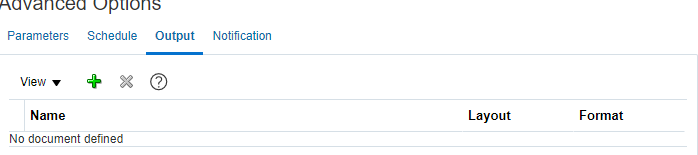 Advanced Options
Parameters Schedule Output Notification
View
Name Layout Format
No document defined